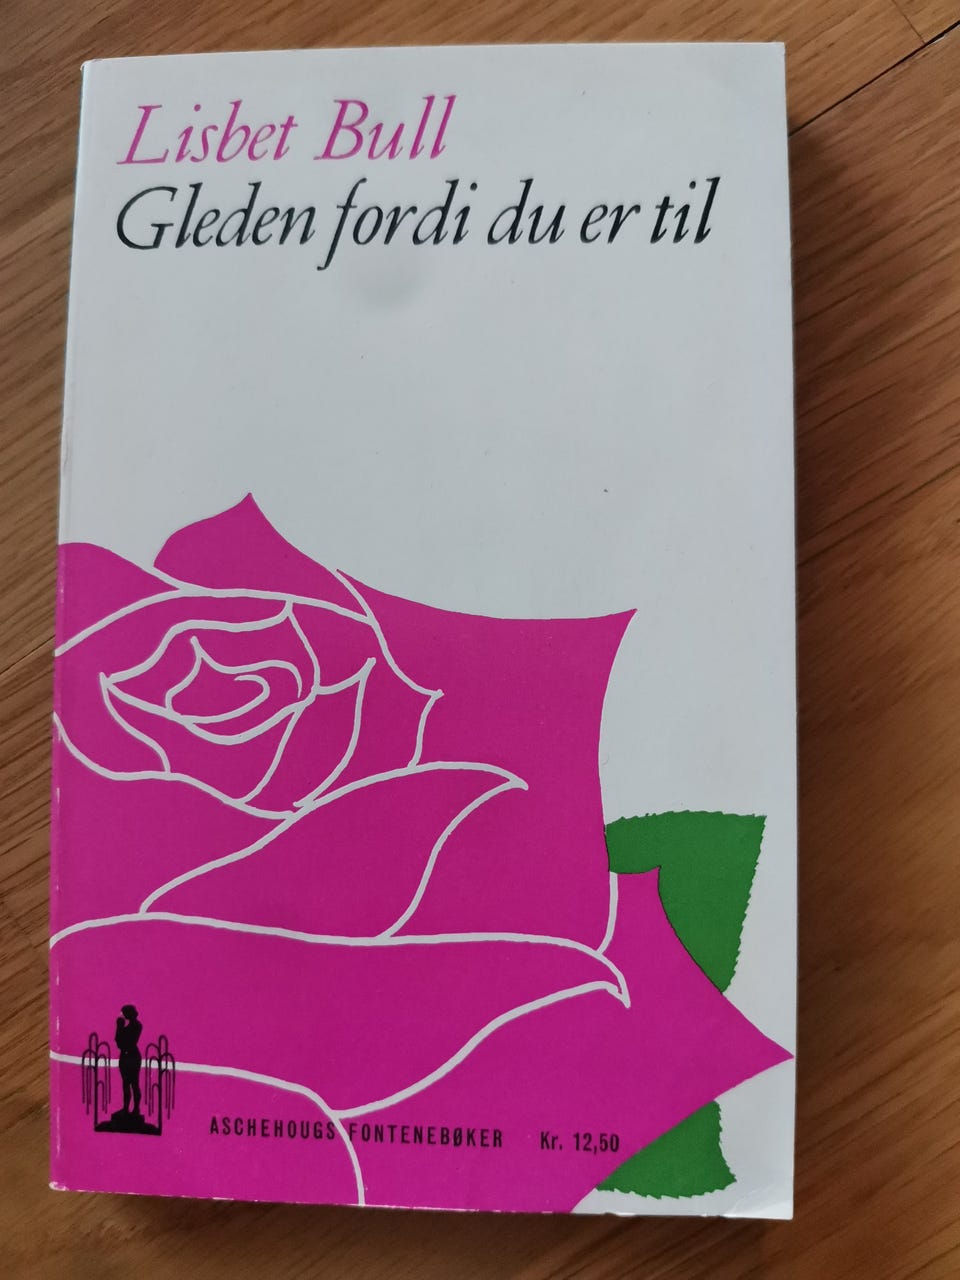 Lisbet Bull
Gleden fordi du er til
ASCHEHOUGS FONTENEBØKER Kr. 12,50